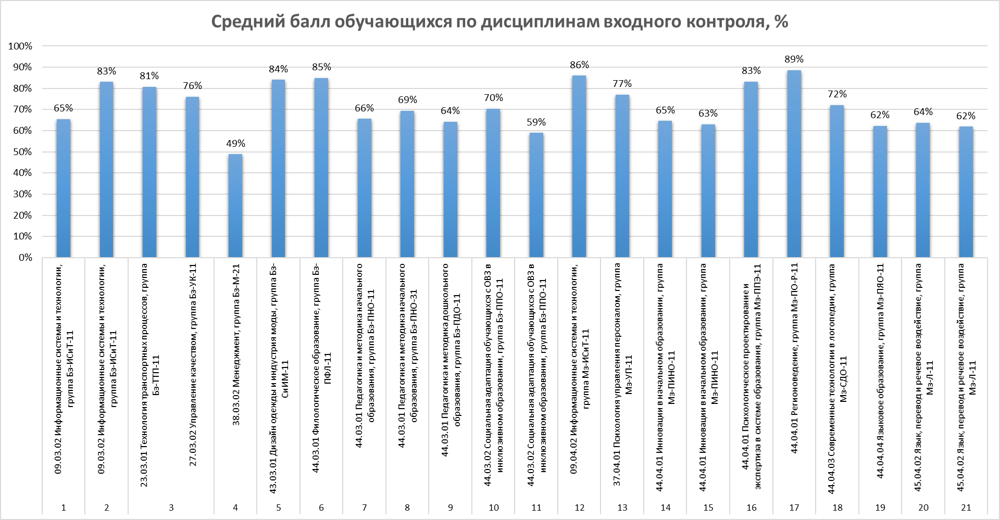 Средний балл обучающихся по дисциплинам входного контроля, %
100%
90%
80%
70%
60%
50%
40%
30%
20%
10%
0%
65%
83%
81%
76%
49%
84%
85%
66%
69%
64%
70%
59%
86%
77%
65%
63%
83%
89%
72%
62%
64%
62%
09.03.02 Информационные системы и технологии,
группа Бз-ИСиТ-11
09.03.02 Информационные системы и технологии,
группа Бз-ИСиТ-11
23.03.01 Технология транспортных процессов, группа
Бз-ТТП-11
27.03.02 Управление качеством, группа Бз-УК-11
38.03.02 Менеджмент, группа Бз-М-21
43.03.01 Дизайн одежды и индустрия моды, группа Бз-
СиИМ-11
44.03.01 Филологическое образование, группа Бз-
ПФЛ-11
44.03.01 Педагогика и методика начального
образования, группа Бз-ПНО-11
44.03.01 Педагогика и методика начального
образования, группа Бз-ПНО-31
44.03.01 Педагогика и методика дошкольного
образования, группа Бз-ПДО-11
44.03.02 Социальная адаптация обучающихся с ОВЗ в
инклюзивном образовании, группа Бз-ППО-11
44.03.02 Социальная адаптация обучающихся с ОВЗ в
инклюзивном образовании, группа Бз-ППО-11
09.04.02 Информационные системы и технологии,
группа Мз-ИСиТ-11
37.04.01 Психология управления персоналом, группа
Мз-УП-11
44.04.01 Инновации в начальном образовании, группа
Мз-ПИНО-11
44.04.01 Инновации в начальном образовании, группа
Мз-ПИНО-11
44.04.01 Психологическое проектирование и
экспертиза в системе образования, группа Мз-ППЭ-11
44.04.01 Регионоведение, группа Мз-ПО-Р-11
44.04.03 Современные технологии в логопедии, группа
Мз-СДО-11
44.04.04 Языковое образование, группа Мз-ПЯО-11
45.04.02 Язык, перевод и речевое воздействие, группа
Мз-Л-11
45.04.02 Язык, перевод и речевое воздействие, группа
Мз-Л-11
1
2
3
4
5
6
7
8
9
10
11
12
13
14
15
16
17
18
19
20
21